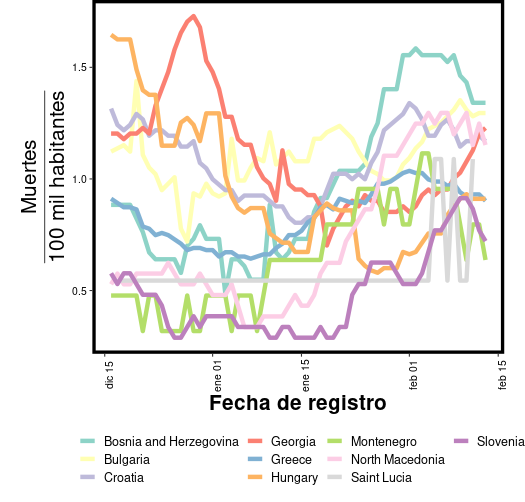 Muertes
100 mil habitantes
1.5
1.0
0.5
dic 15
ene 01
ene 15
feb 01
feb 15
Fecha de registro
Bosnia and Herzegovina
Georgia
Montenegro
Slovenia
Bulgaria
Greece
North Macedonia
Croatia
Hungary
Saint Lucia